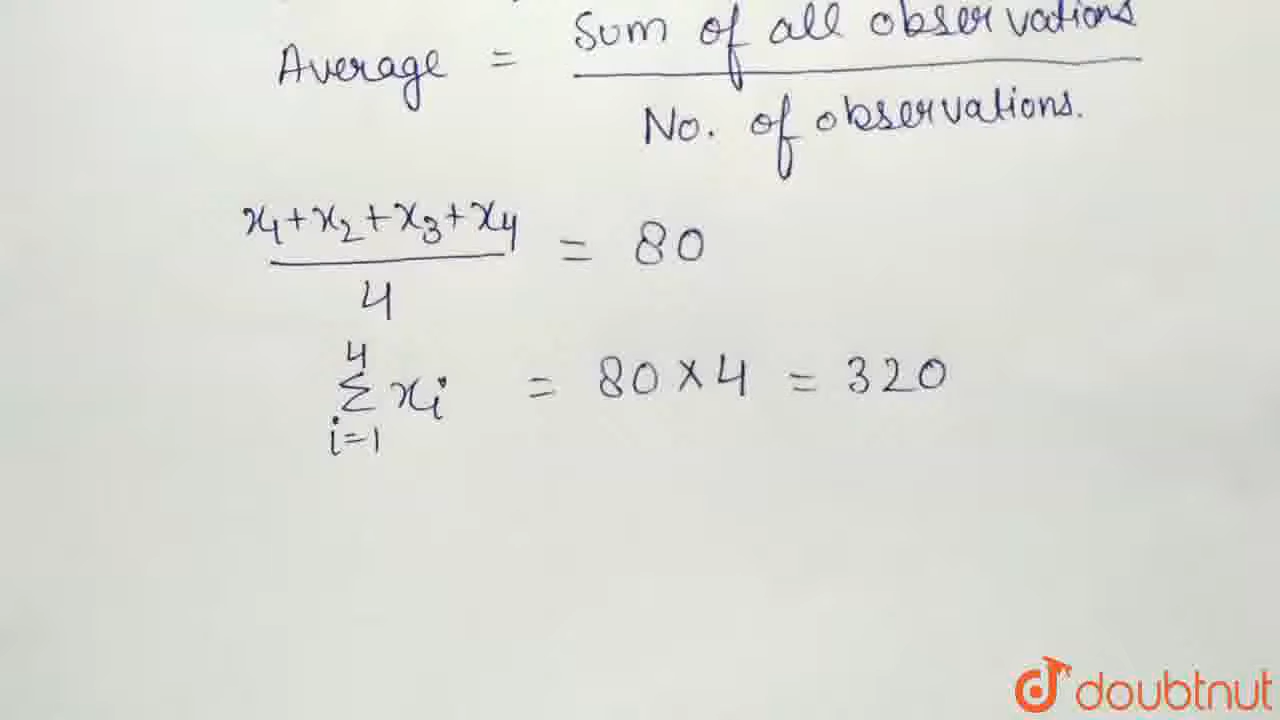 Average = Sum of all observations / No. of observations.
x₁+x₂+x₃+x₄ / 4 = 80
4
Σ xi = 80×4 = 320
i=1
doubtnut